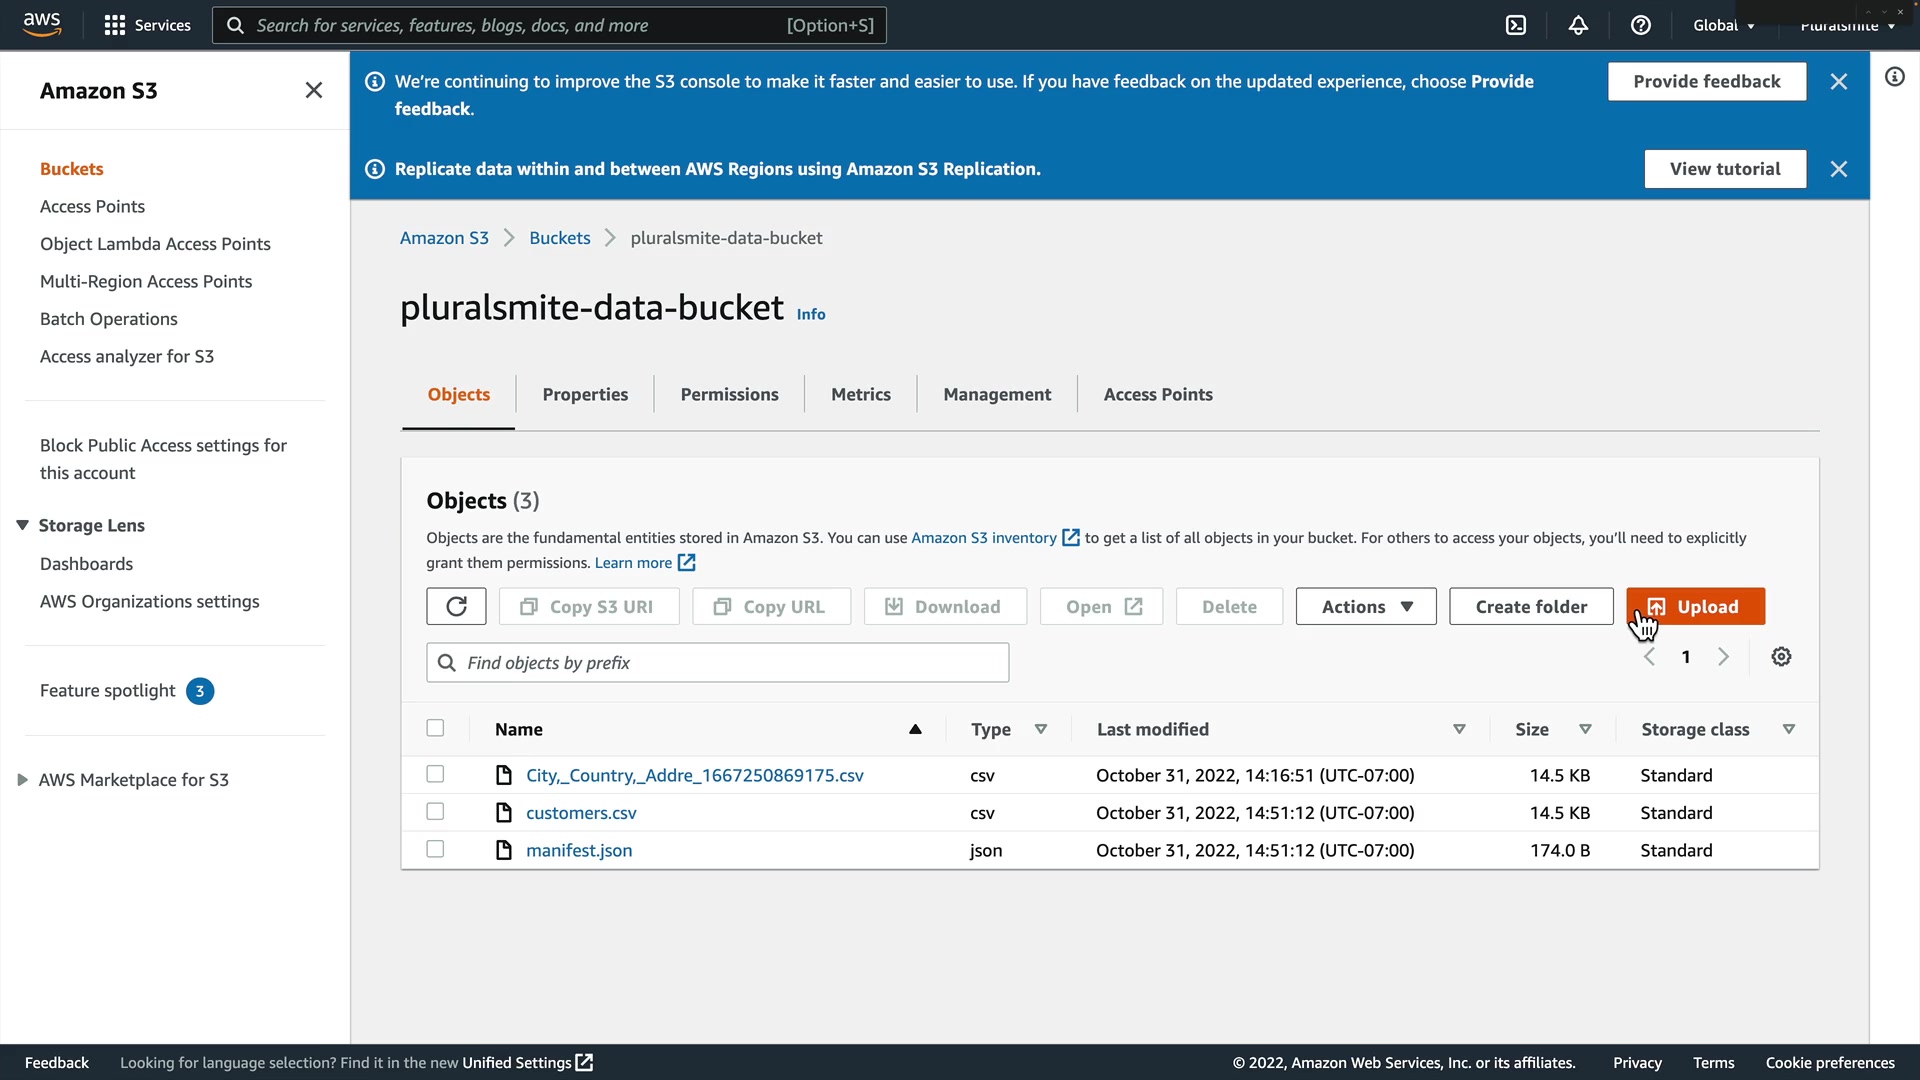 aws
Services
Search for services, features, blogs, docs, and more
[Option+S]
Global
Pluralsmite
Amazon S3
Buckets
Access Points
Object Lambda Access Points
Multi-Region Access Points
Batch Operations
Access analyzer for S3
Block Public Access settings for
this account
Storage Lens
Dashboards
AWS Organizations settings
Feature spotlight 3
AWS Marketplace for S3
We're continuing to improve the S3 console to make it faster and easier to use. If you have feedback on the updated experience, choose Provide
feedback.
Provide feedback
Replicate data within and between AWS Regions using Amazon S3 Replication.
View tutorial
Amazon S3 Buckets pluralsmite-data-bucket
pluralsmite-data-bucket Info
Objects Properties Permissions Metrics Management Access Points
Objects (3)
Objects are the fundamental entities stored in Amazon S3. You can use Amazon S3 inventory to get a list of all objects in your bucket. For others to access your objects, you'll need to explicitly
grant them permissions. Learn more
Copy S3 URI Copy URL Download Open Delete Actions Create folder Upload
Find objects by prefix
1
Name Type Last modified Size Storage class
City,_Country,_Addre_1667250869175.csv csv October 31, 2022, 14:16:51 (UTC-07:00) 14.5 KB Standard
customers.csv csv October 31, 2022, 14:51:12 (UTC-07:00) 14.5 KB Standard
manifest.json json October 31, 2022, 14:51:12 (UTC-07:00) 174.0 B Standard
Feedback Looking for language selection? Find it in the new Unified Settings
© 2022, Amazon Web Services, Inc. or its affiliates. Privacy Terms Cookie preferences